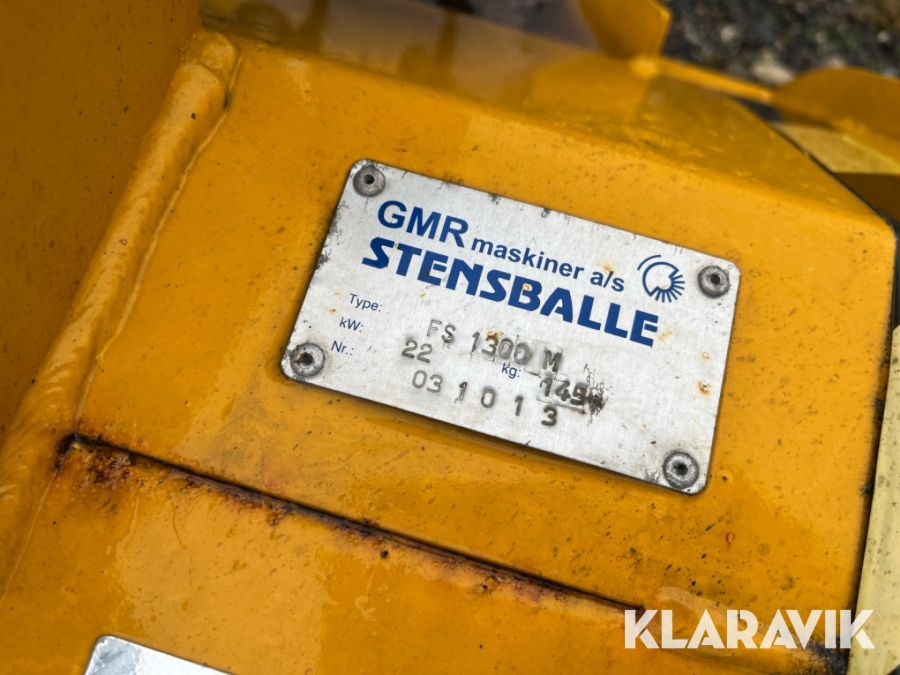 GMR maskiner a/s
STENSBALLE
Type: FS 1300 M
kW: 22 kg:
Nr.: 031013
KLARAVIK